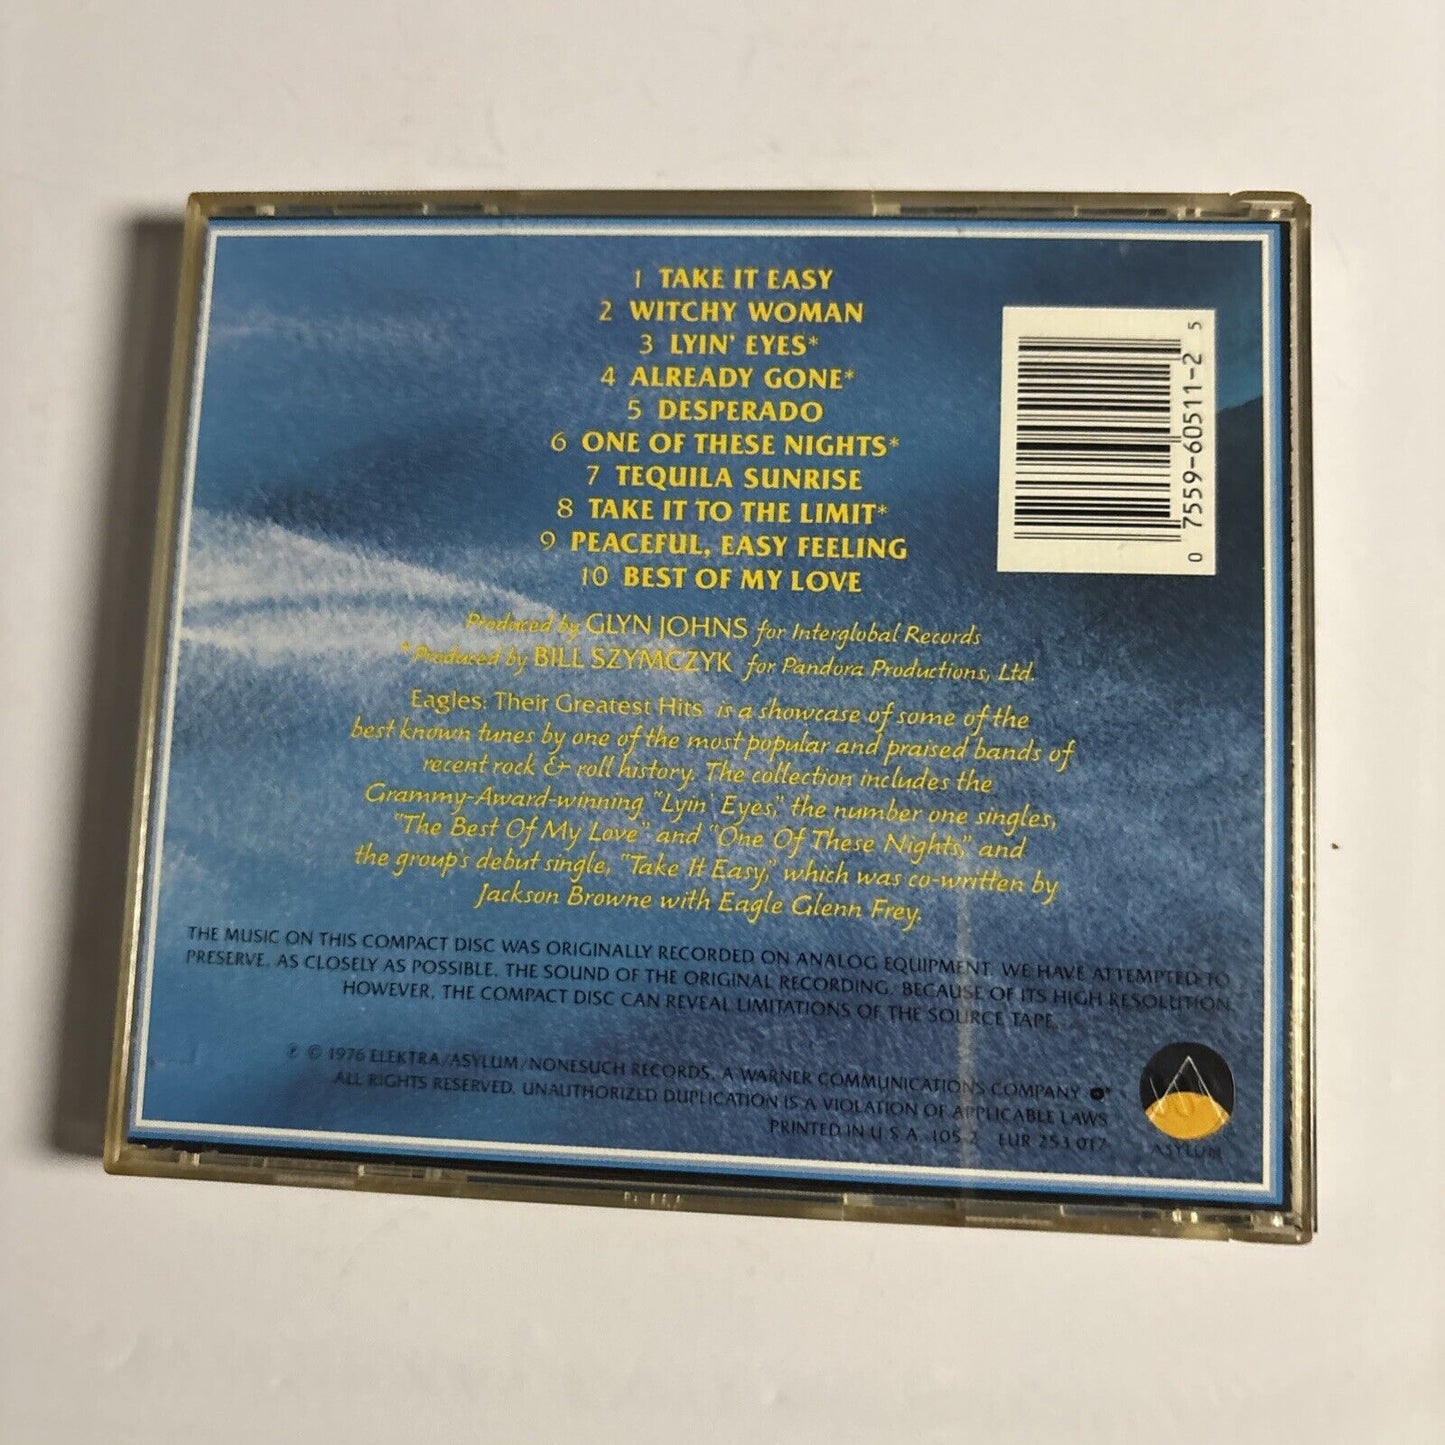 1 TAKE IT EASY
2 WITCHY WOMAN
3 LYIN' EYES*
4 ALREADY GONE*
5 DESPERADO
6 ONE OF THESE NIGHTS*
7 TEQUILA SUNRISE
8 TAKE IT TO THE LIMIT*
9 PEACEFUL, EASY FEELING
10 BEST OF MY LOVE
Produced by GLYN JOHNS for Interglobal Records
*Produced by BILL SZYMCZYK for Pandora Productions, Ltd.
Eagles: Their Greatest Hits is a showcase of some of the
best known tunes by one of the most popular and praised bands of
recent rock & roll history. The collection includes the
Grammy-Award-winning "Lyin' Eyes," the number one singles,
"The Best Of My Love" and "One Of These Nights," and
the group's debut single, "Take It Easy," which was co-written by
Jackson Browne with Eagle Glenn Frey.
THE MUSIC ON THIS COMPACT DISC WAS ORIGINALLY RECORDED ON ANALOG EQUIPMENT. WE HAVE ATTEMPTED TO
PRESERVE, AS CLOSELY AS POSSIBLE, THE SOUND OF THE ORIGINAL RECORDING. BECAUSE OF ITS HIGH RESOLUTION,
HOWEVER, THE COMPACT DISC CAN REVEAL LIMITATIONS OF THE SOURCE TAPE.
℗ © 1976 ELEKTRA/ASYLUM/NONESUCH RECORDS, A WARNER COMMUNICATIONS COMPANY
ALL RIGHTS RESERVED. UNAUTHORIZED DUPLICATION IS A VIOLATION OF APPLICABLE LAWS
PRINTED IN U.S.A. 105-2 EUR 253 017
ASYLUM
0 7559-60511-2 5